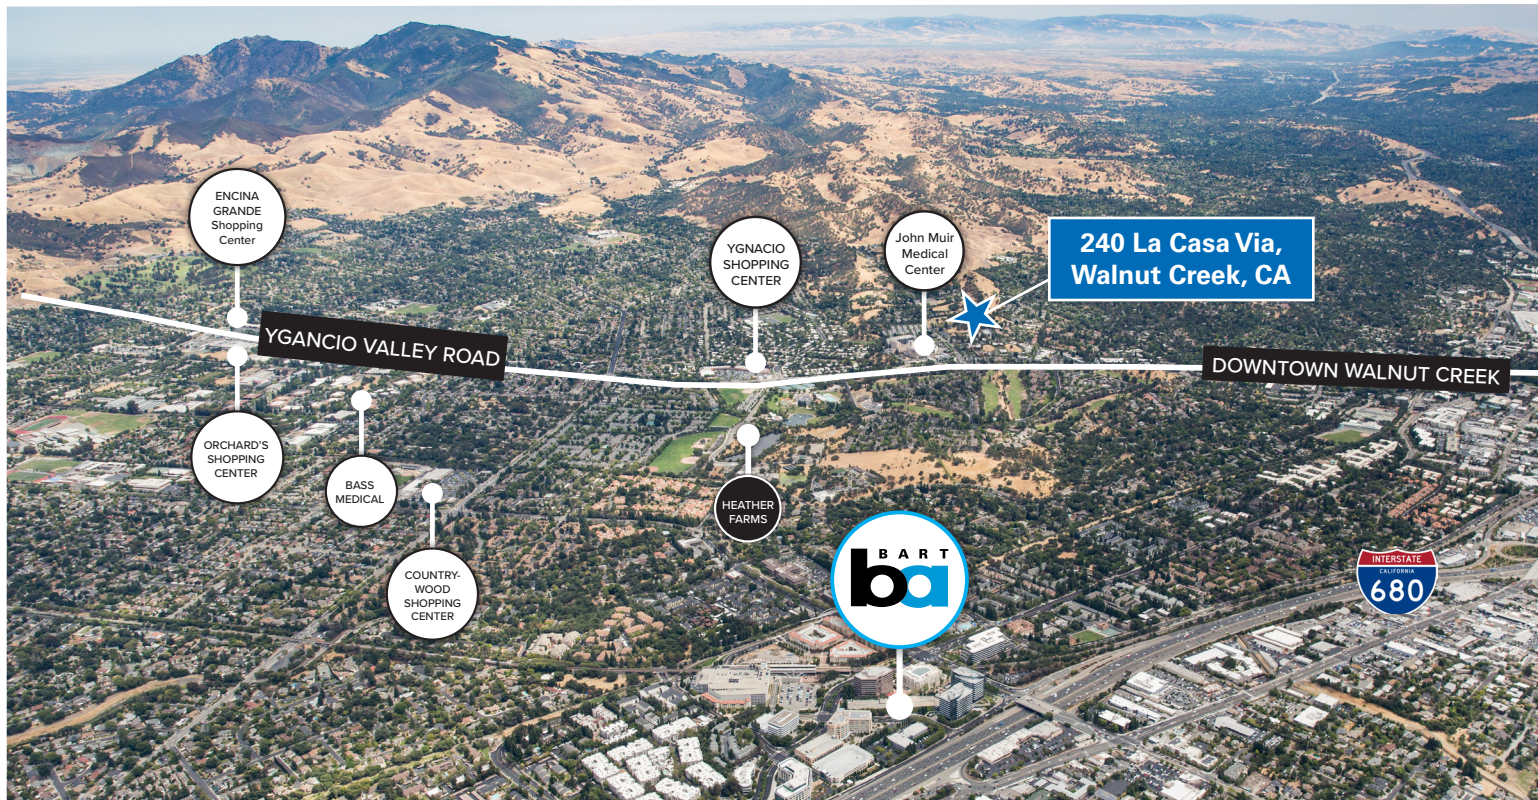 ENCINA
GRANDE
Shopping
Center
YGNACIO
SHOPPING
CENTER
John Muir
Medical
Center
240 La Casa Via,
Walnut Creek, CA
YGANCIO VALLEY ROAD
DOWNTOWN WALNUT CREEK
ORCHARD'S
SHOPPING
CENTER
BASS
MEDICAL
HEATHER
FARMS
COUNTRY-
WOOD
SHOPPING
CENTER
BART
ba
INTERSTATE
CALIFORNIA
680